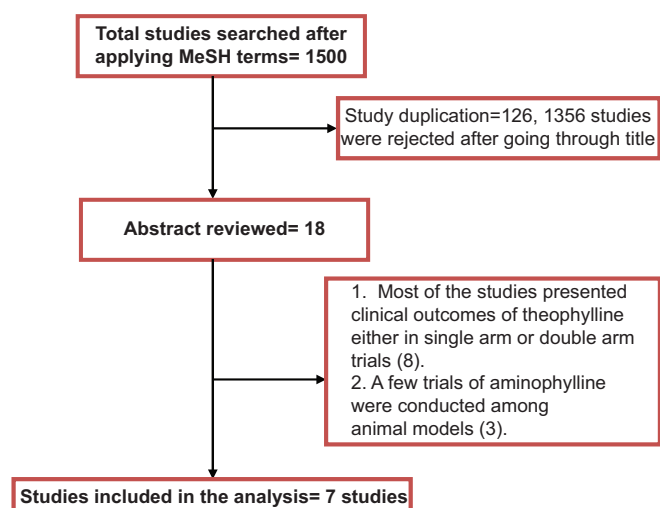 Total studies searched after
applying MeSH terms= 1500
Study duplication=126, 1356 studies
were rejected after going through title
Abstract reviewed= 18
1. Most of the studies presented
clinical outcomes of theophylline
either in single arm or double arm
trials (8).
2. A few trials of aminophylline
were conducted among
animal models (3).
Studies included in the analysis= 7 studies